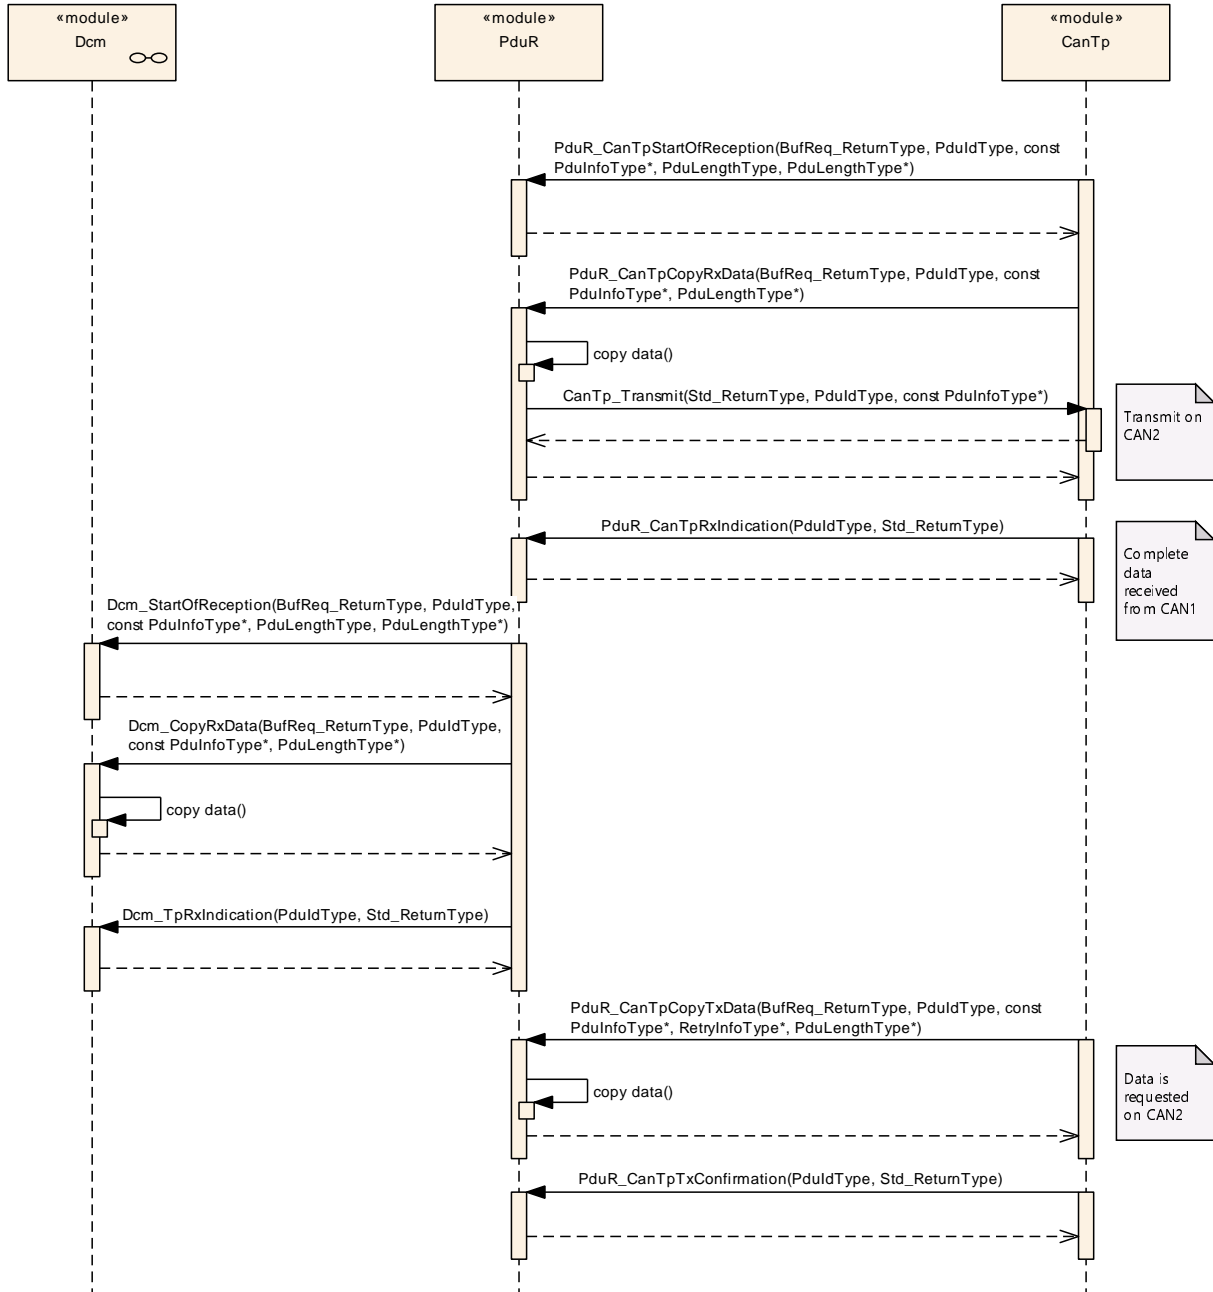 «module»
Dcm
«module»
PduR
«module»
CanTp
PduR_CanTpStartOfReception(BufReq_ReturnType, PduIdType, const
PduInfoType*, PduLengthType, PduLengthType*)
PduR_CanTpCopyRxData(BufReq_ReturnType, PduIdType, const
PduInfoType*, PduLengthType*)
copy data()
CanTp_Transmit(Std_ReturnType, PduIdType, const PduInfoType*)
Transmit on
CAN2
PduR_CanTpRxIndication(PduIdType, Std_ReturnType)
Complete
data
received
from CAN1
Dcm_StartOfReception(BufReq_ReturnType, PduIdType,
const PduInfoType*, PduLengthType, PduLengthType*)
Dcm_CopyRxData(BufReq_ReturnType, PduIdType,
const PduInfoType*, PduLengthType*)
copy data()
Dcm_TpRxIndication(PduIdType, Std_ReturnType)
PduR_CanTpCopyTxData(BufReq_ReturnType, PduIdType, const
PduInfoType*, RetryInfoType*, PduLengthType*)
copy data()
Data is
requested
on CAN2
PduR_CanTpTxConfirmation(PduIdType, Std_ReturnType)